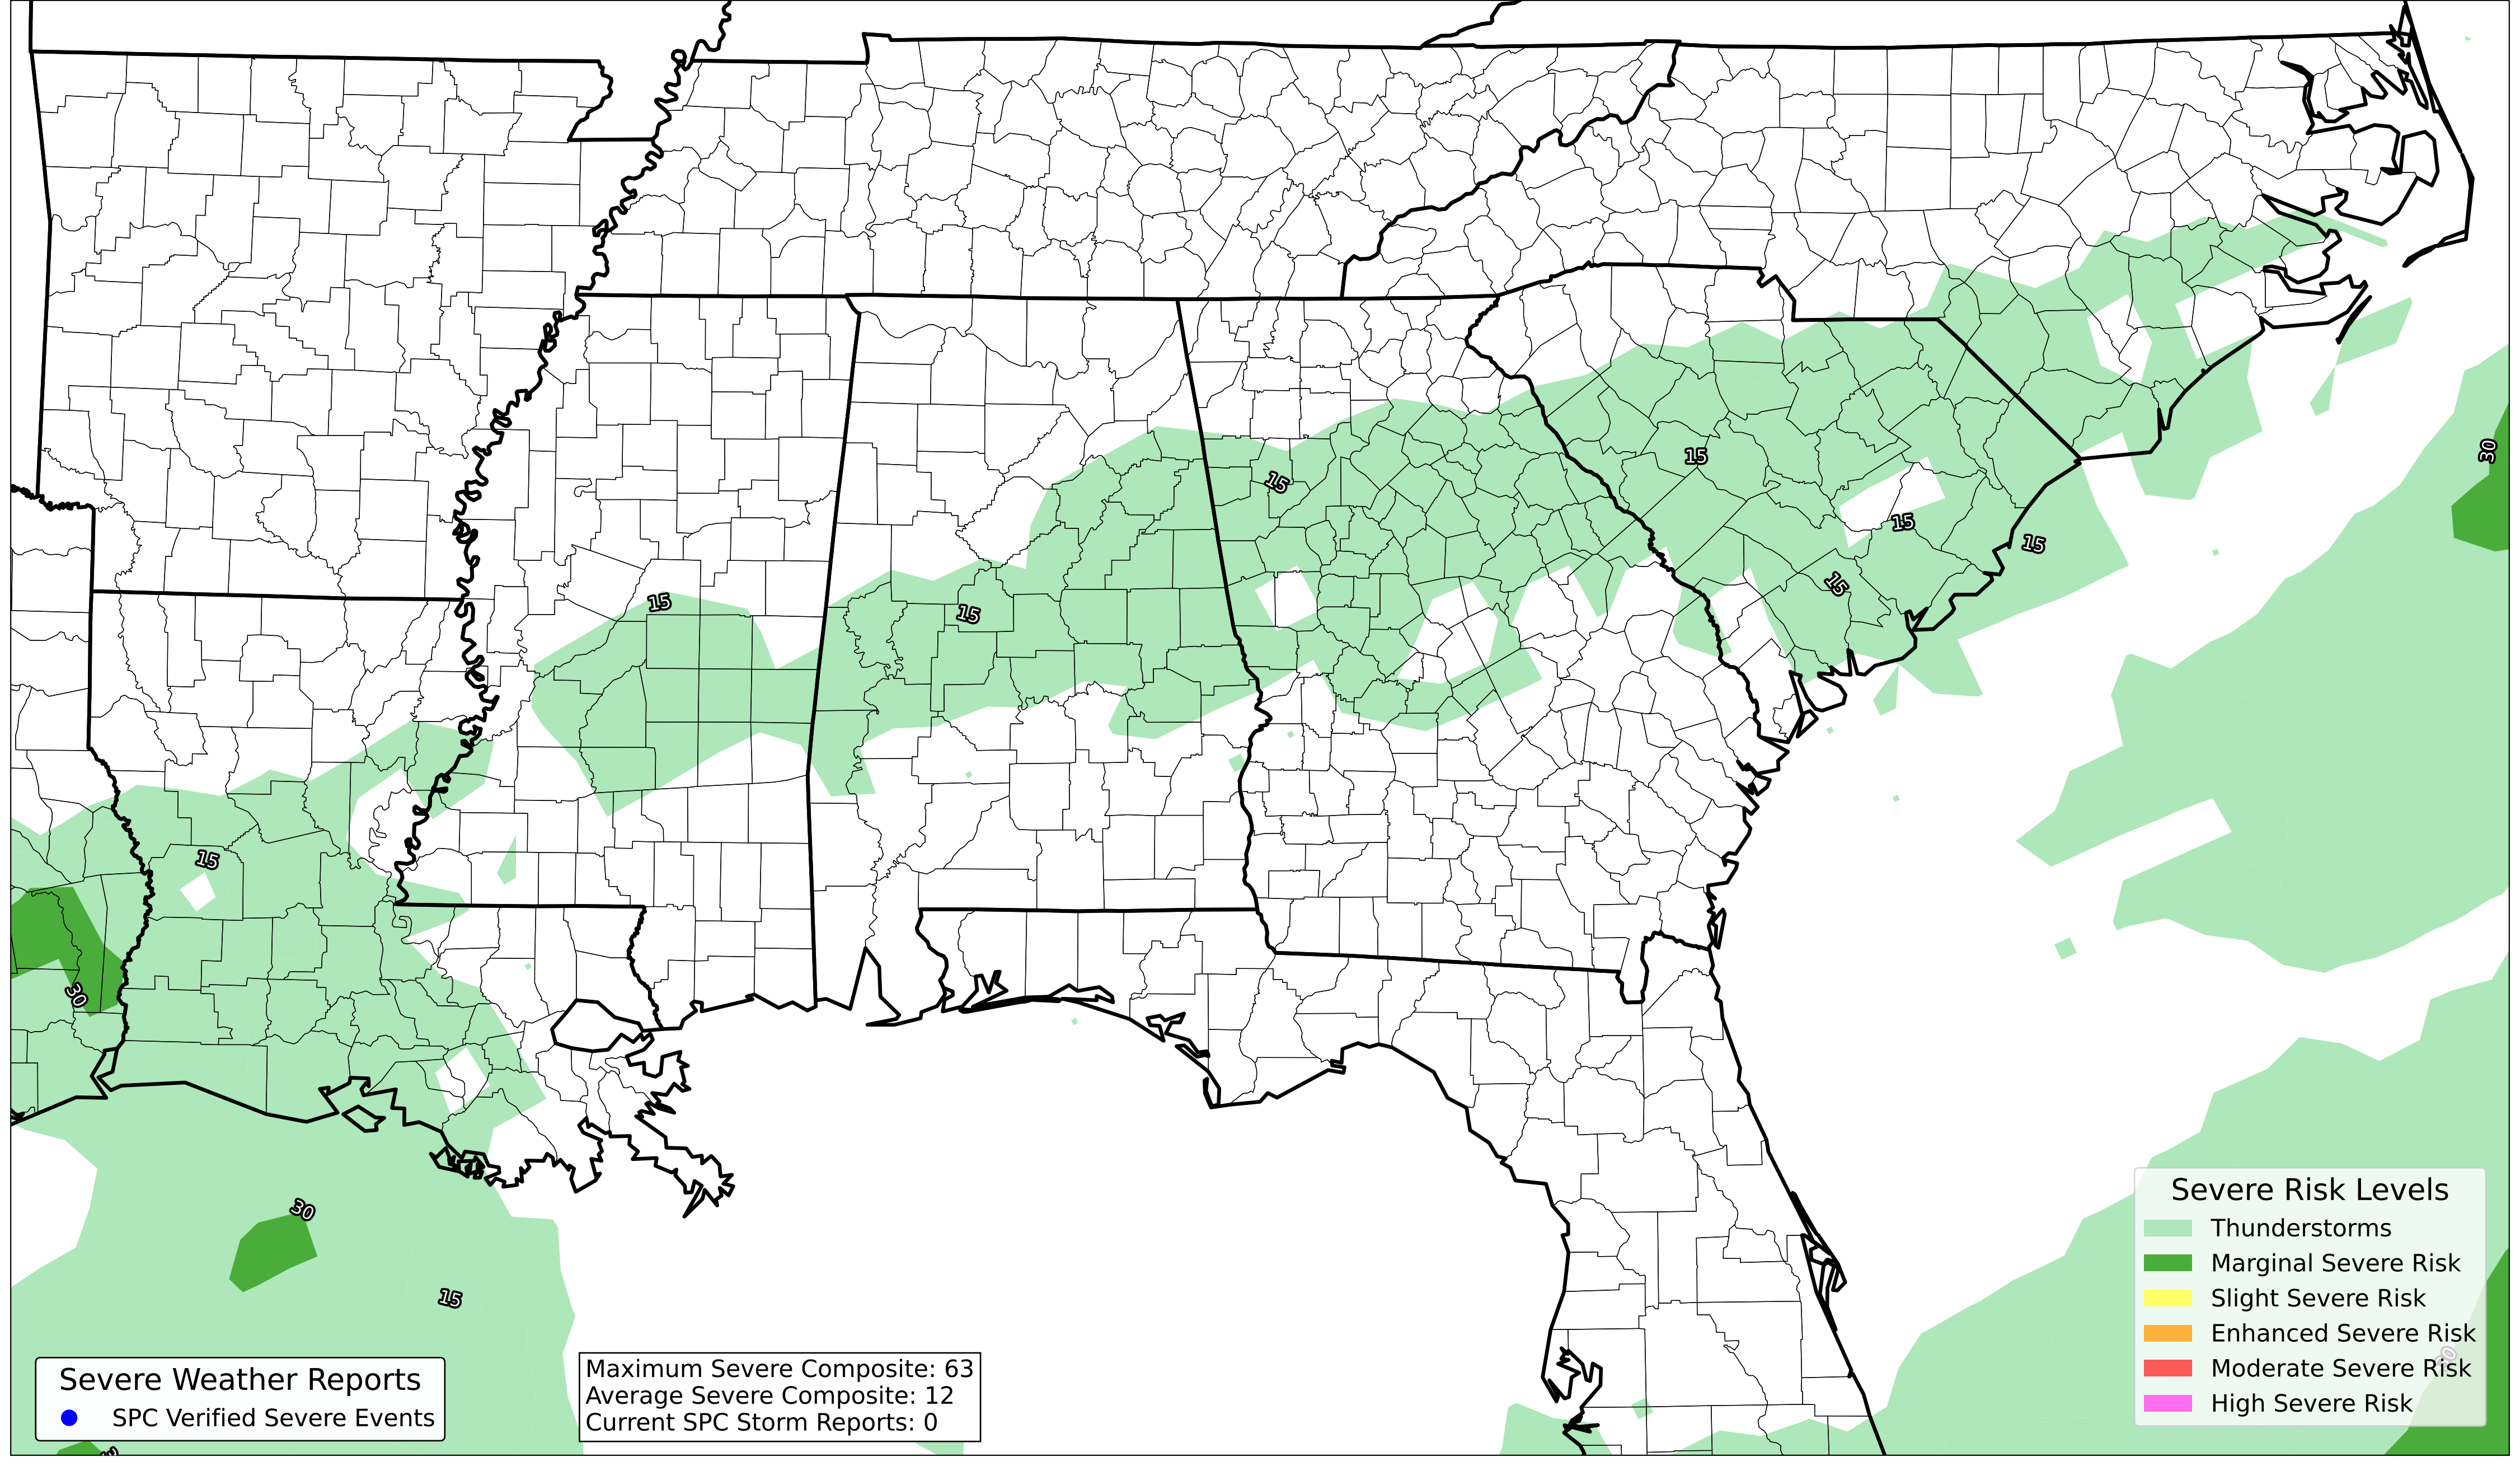 30
15
15
15
15
15
15
15
15
30
30
15
Severe Risk Levels
Thunderstorms
Marginal Severe Risk
Slight Severe Risk
Enhanced Severe Risk
Moderate Severe Risk
High Severe Risk
Severe Weather Reports
SPC Verified Severe Events
Maximum Severe Composite: 63
Average Severe Composite: 12
Current SPC Storm Reports: 0